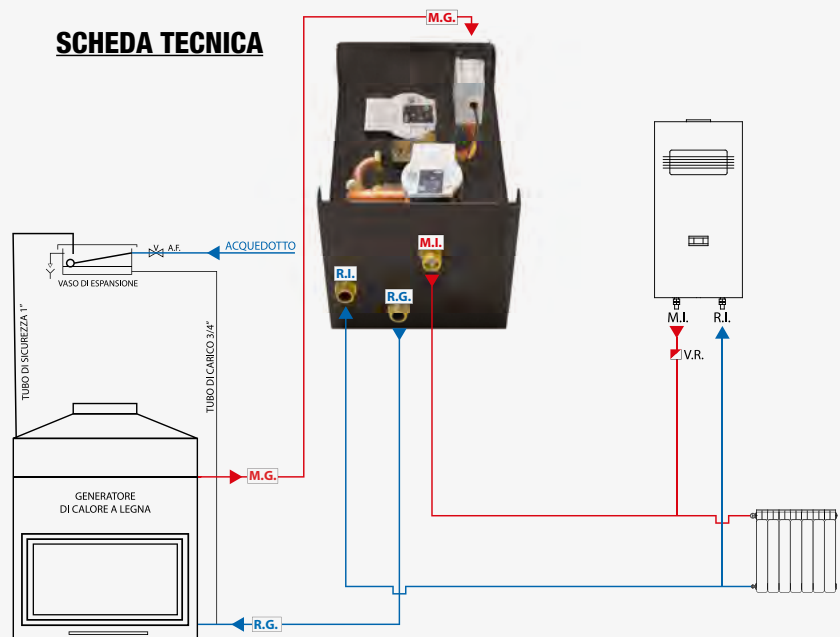 SCHEDA TECNICA
M.G.
ACQUEDOTTO
V
A.F.
VASO DI ESPANSIONE
M.I.
R.I.
R.G.
M.I.
R.I.
V.R.
TUBO DI SICUREZZA 1"
TUBO DI CARICO 3/4"
M.G.
GENERATORE
DI CALORE A LEGNA
R.G.